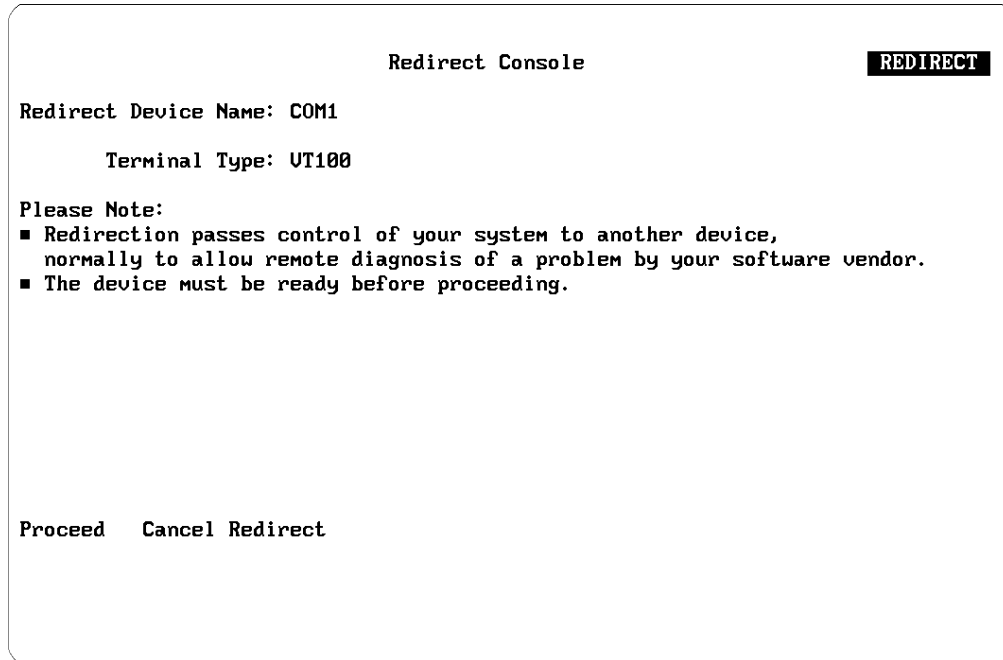 Redirect Console REDIRECT
Redirect Device Name: COM1
Terminal Type: VT100
Please Note:
■ Redirection passes control of your system to another device,
normally to allow remote diagnosis of a problem by your software vendor.
■ The device must be ready before proceeding.
Proceed Cancel Redirect